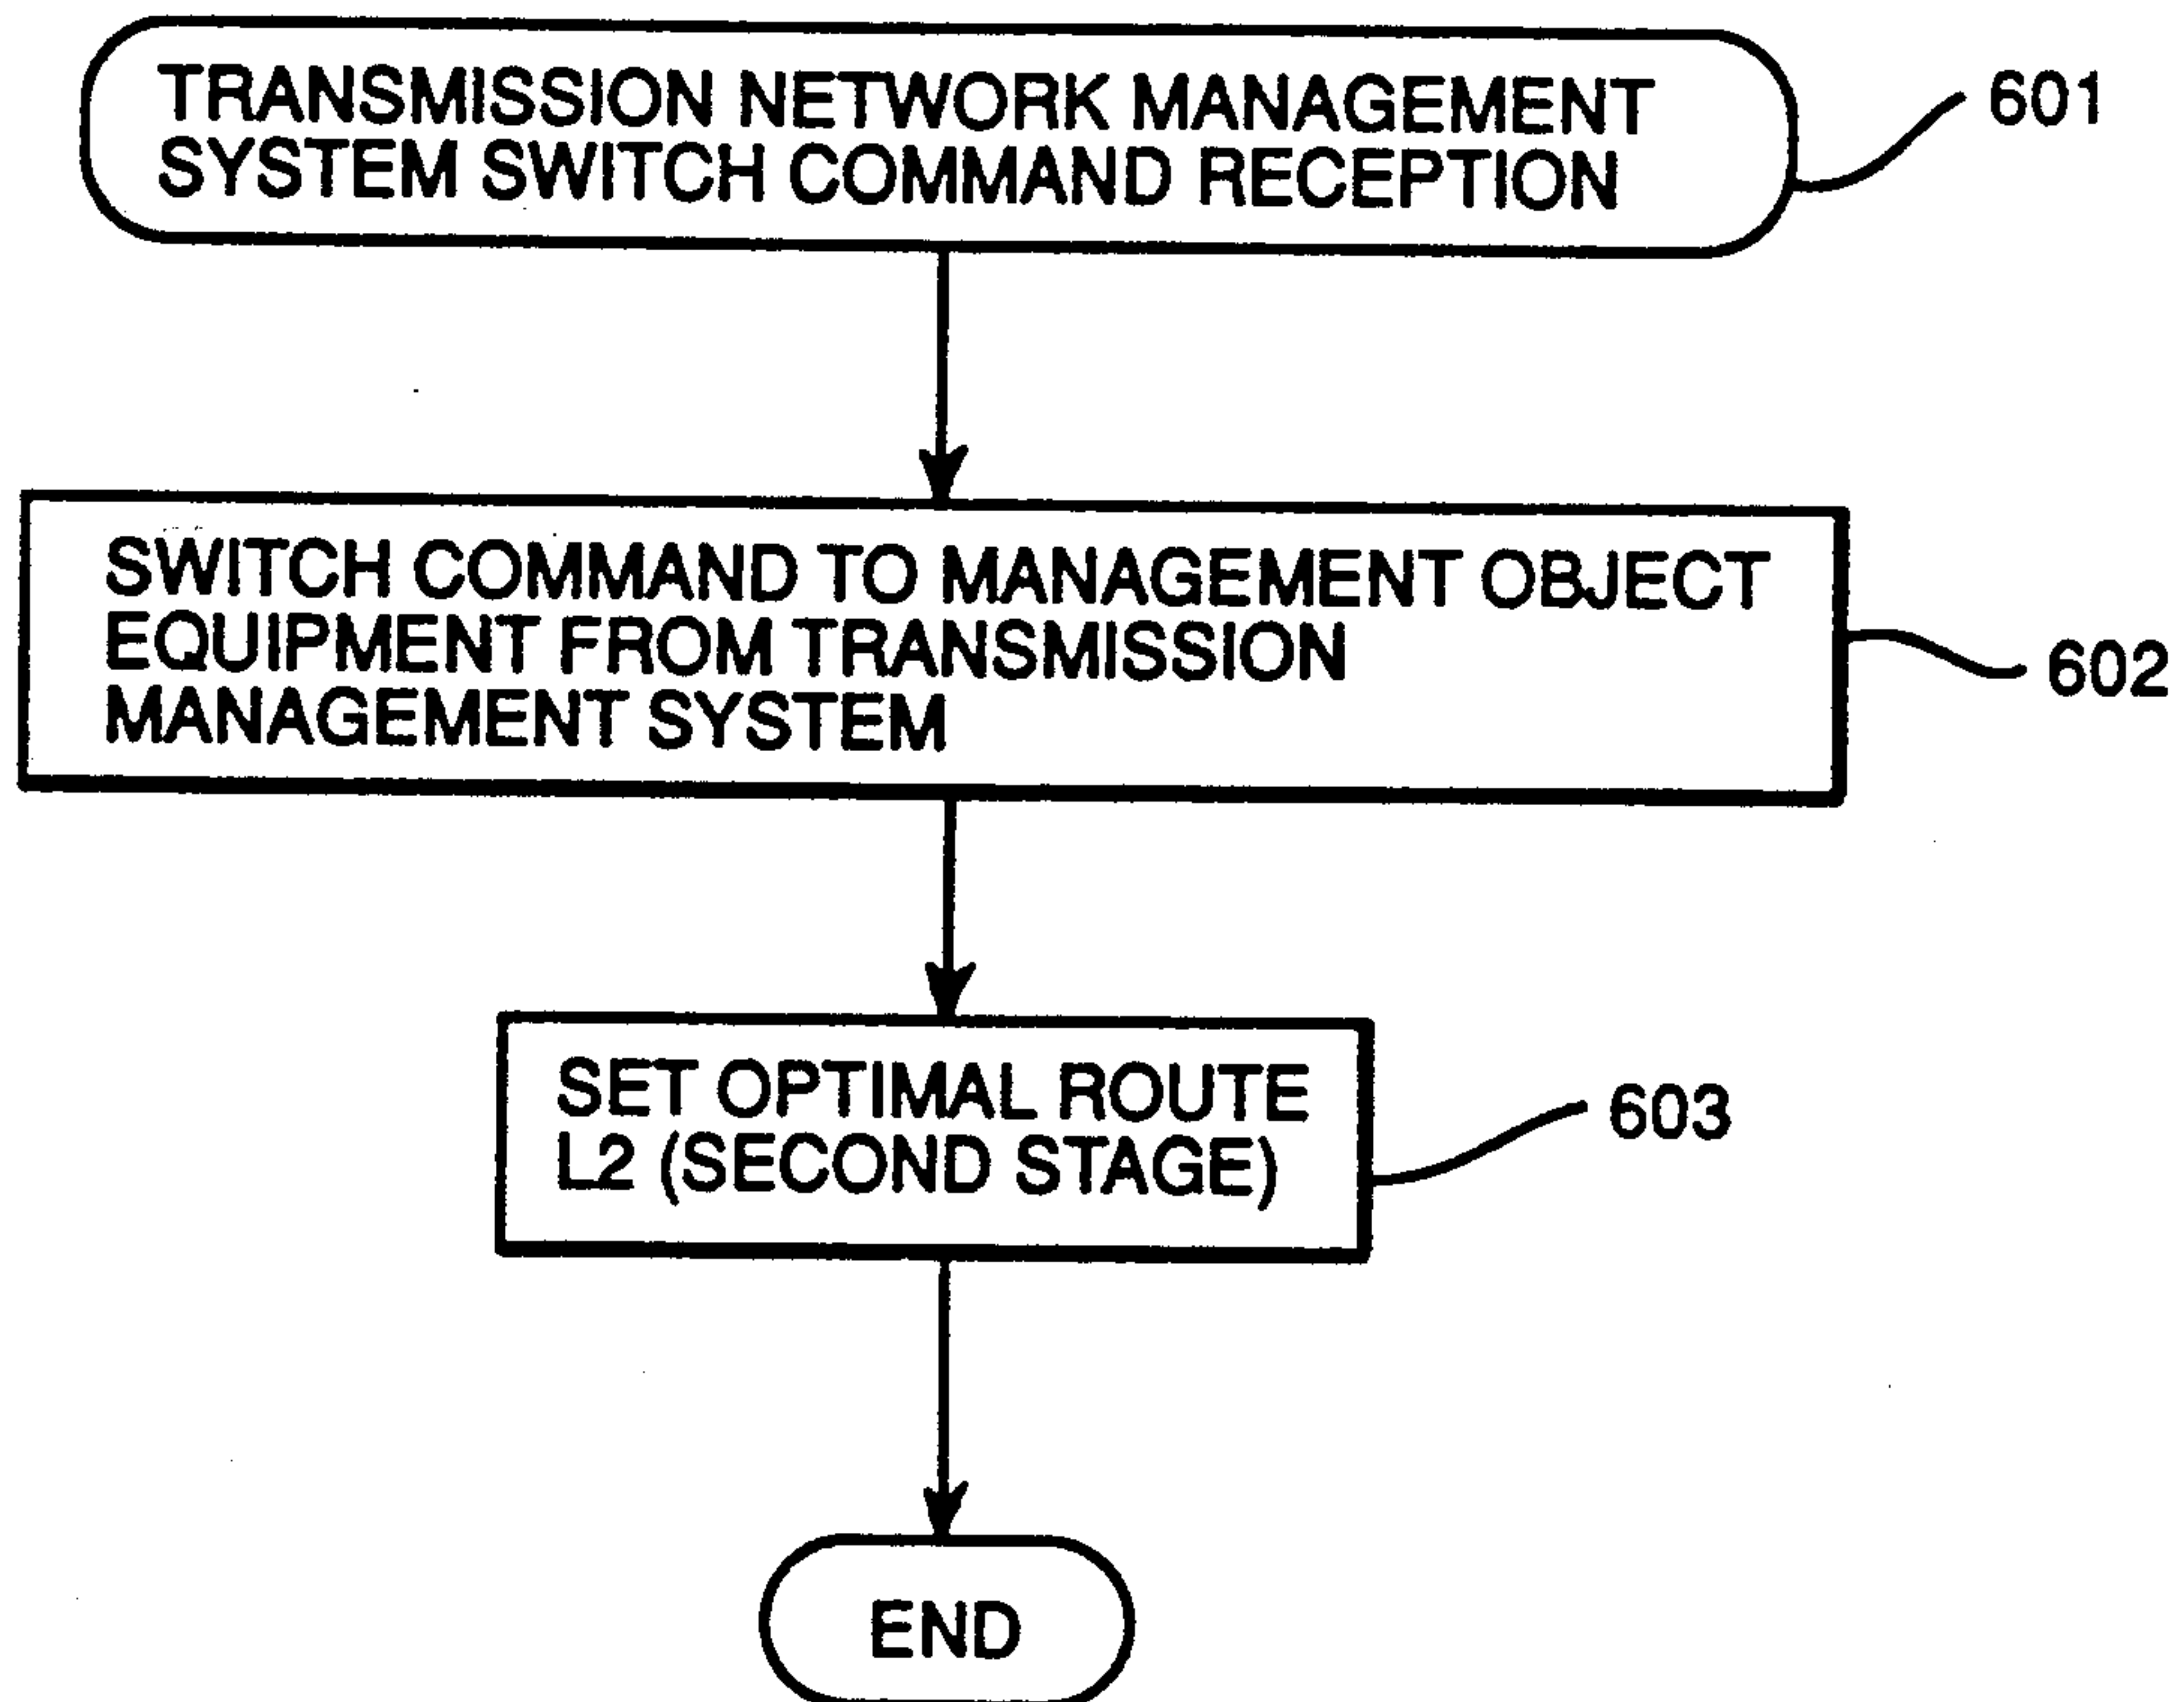 TRANSMISSION NETWORK MANAGEMENT
SYSTEM SWITCH COMMAND RECEPTION
601
SWITCH COMMAND TO MANAGEMENT OBJECT
EQUIPMENT FROM TRANSMISSION
MANAGEMENT SYSTEM
602
SET OPTIMAL ROUTE
L2 (SECOND STAGE)
603
END